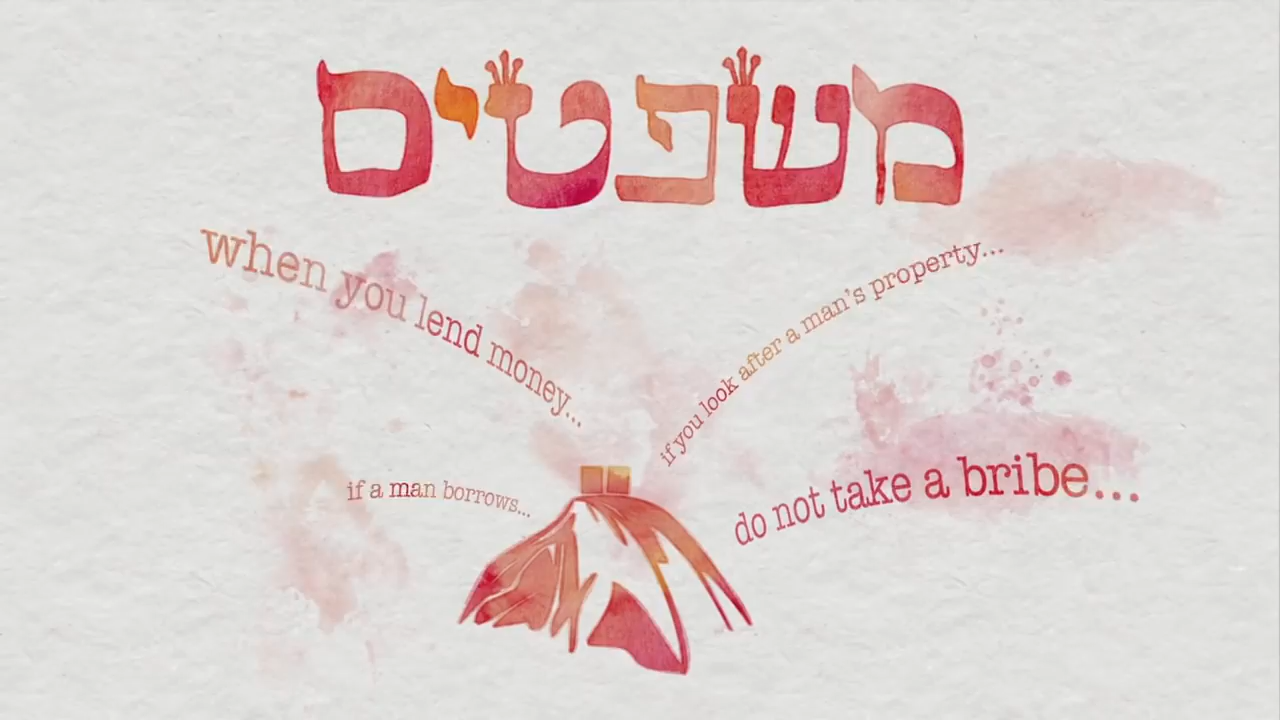 משפטים
when you lend money...
if you look after a man's property...
if a man borrows...
do not take a bribe...